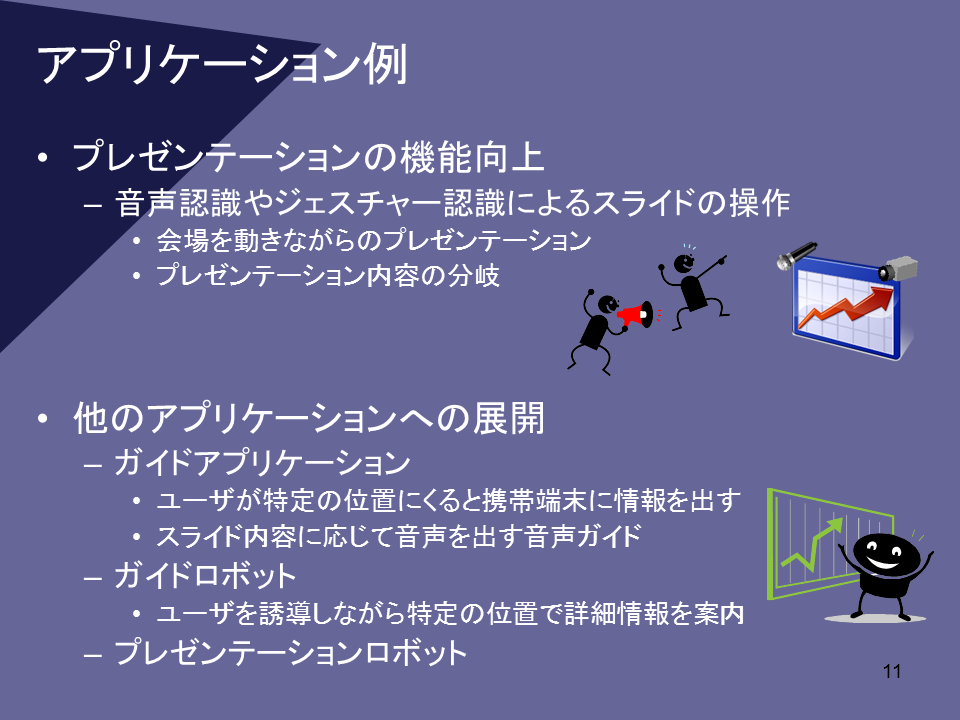 アプリケーション例
• プレゼンテーションの機能向上
– 音声認識やジェスチャー認識によるスライドの操作
• 会場を動きながらのプレゼンテーション
• プレゼンテーション内容の分岐
• 他のアプリケーションへの展開
– ガイドアプリケーション
• ユーザが特定の位置にくると携帯端末に情報を出す
• スライド内容に応じて音声を出す音声ガイド
– ガイドロボット
• ユーザを誘導しながら特定の位置で詳細情報を案内
– プレゼンテーションロボット
11